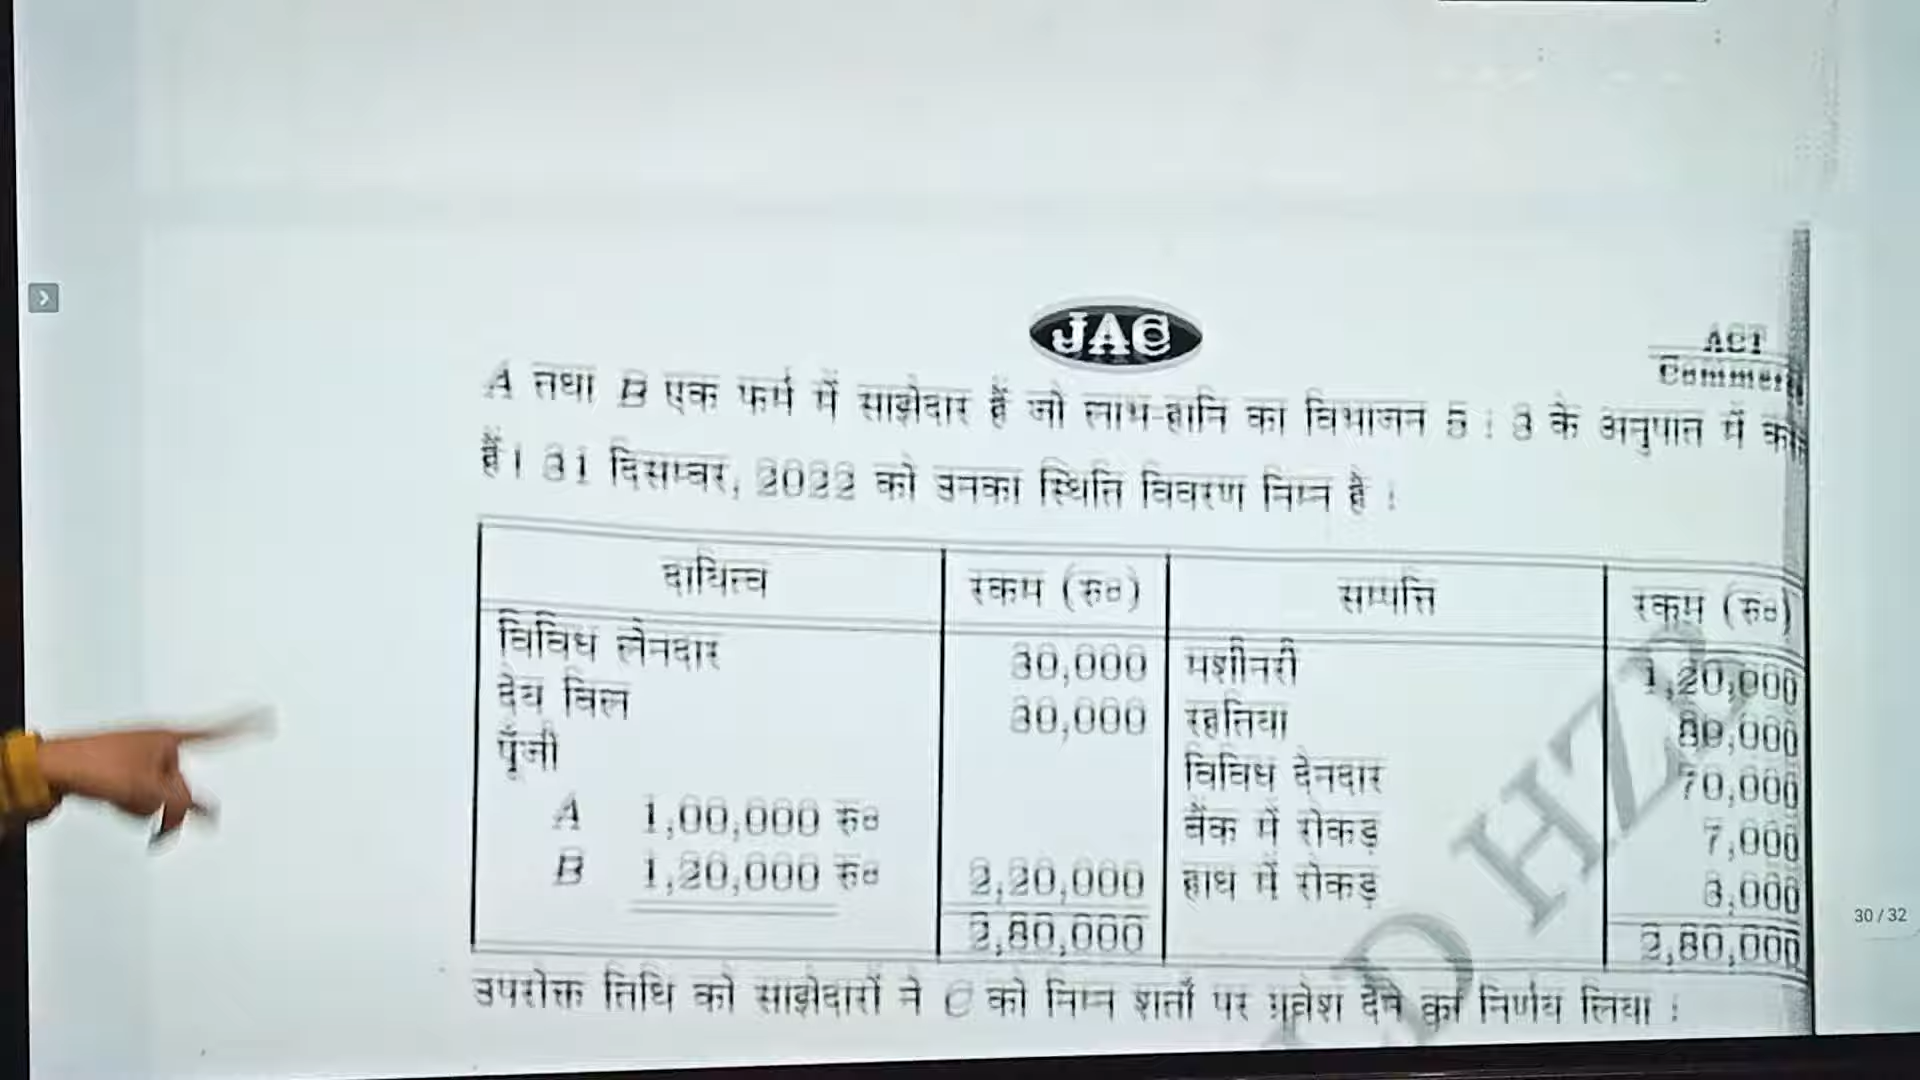 JAC
ACT
Commer
A तथा B एक फर्म में साझेदार हैं जो लाभ-हानि का विभाजन 5 : 3 के अनुपात में कर
हैं। 31 दिसम्बर, 2022 को उनका स्थिति विवरण निम्न है :
दायित्व रकम (रु०) सम्पत्ति रकम (रु०)
विविध लेनदार 30,000 मशीनरी 1,20,000
देय बिल 30,000 रहतिया 80,000
पूँजी विविध देनदार 70,000
A 1,00,000 रु० बैंक में रोकड़ 7,000
B 1,20,000 रु० 2,20,000 हाथ में रोकड़ 3,000
2,80,000 2,80,000
उपरोक्त तिथि को साझेदारों ने C को निम्न शर्तों पर प्रवेश देने का निर्णय लिया :
30 / 32